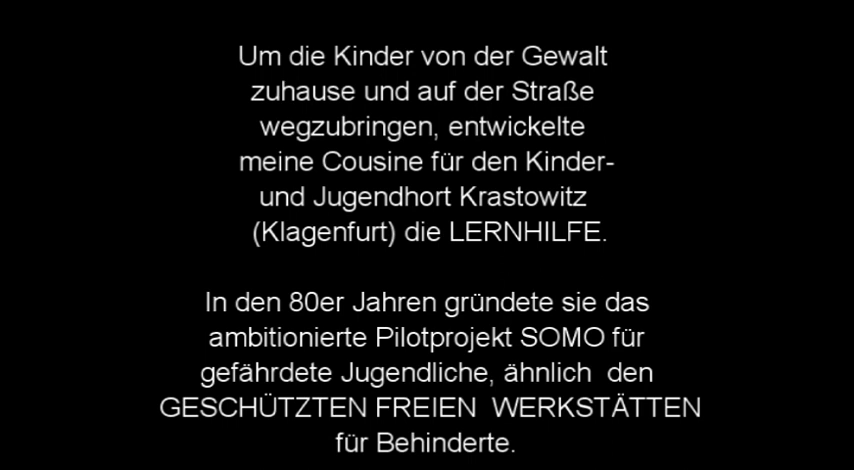 Um die Kinder von der Gewalt
zuhause und auf der Straße
wegzubringen, entwickelte
meine Cousine für den Kinder-
und Jugendhort Krastowitz
(Klagenfurt) die LERNHILFE.
In den 80er Jahren gründete sie das
ambitionierte Pilotprojekt SOMO für
gefährdete Jugendliche, ähnlich den
GESCHÜTZTEN FREIEN WERKSTÄTTEN
für Behinderte.